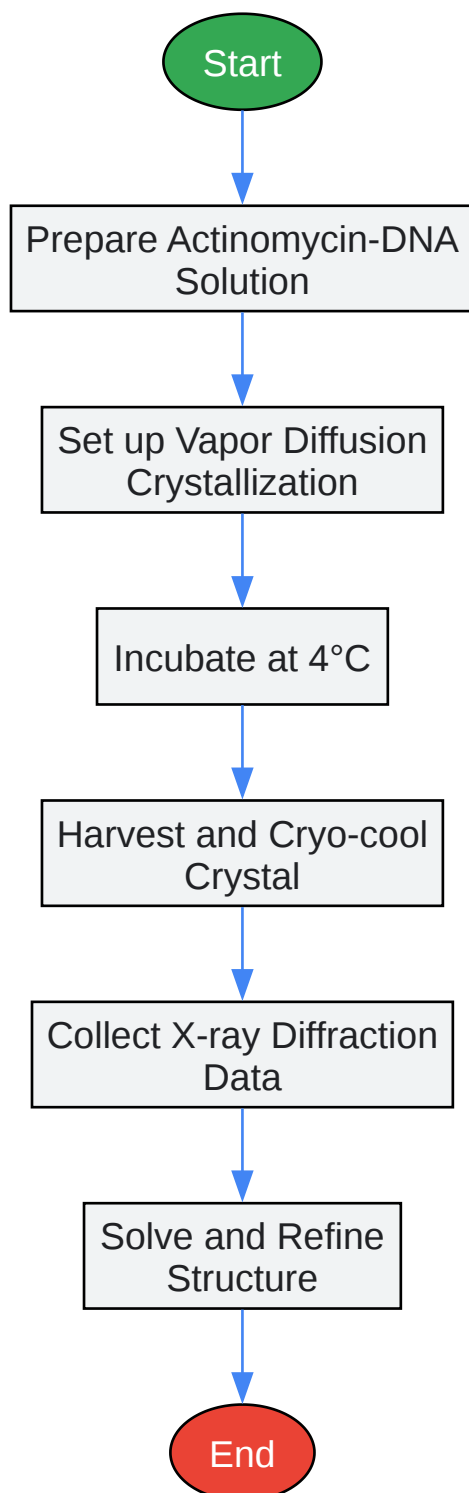 Start
Prepare Actinomycin-DNA
Solution
Set up Vapor Diffusion
Crystallization
Incubate at 4°C
Harvest and Cryo-cool
Crystal
Collect X-ray Diffraction
Data
Solve and Refine
Structure
End